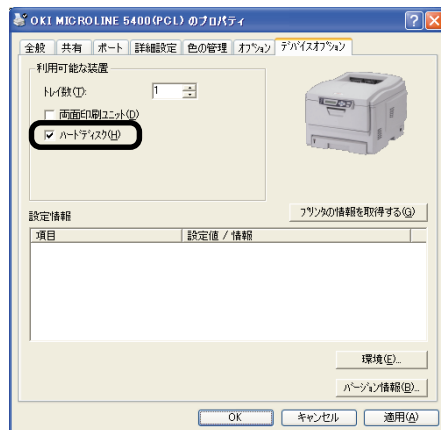 OKI MICROLINE 5400(PCL) のプロパティ
全般 共有 ポート 詳細設定 色の管理 オプション デバイスオプション
利用可能な装置
トレイ数(T): 1
両面印刷ユニット(D)
ハードディスク(H)
プリンタの情報を取得する(G)
設定情報
項目 設定値 / 情報
環境(E)...
バージョン情報(B)...
OK キャンセル 適用(A)